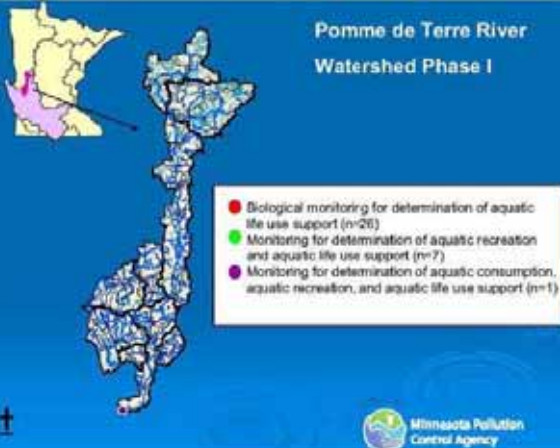 Pomme de Terre River
Watershed Phase I
Biological monitoring for determination of aquatic
life use support (n=26)
Monitoring for determination of aquatic recreation
and aquatic life use support (n=7)
Monitoring for determination of aquatic consumption,
aquatic recreation, and aquatic life use support (n=1)
Minnesota Pollution
Control Agency